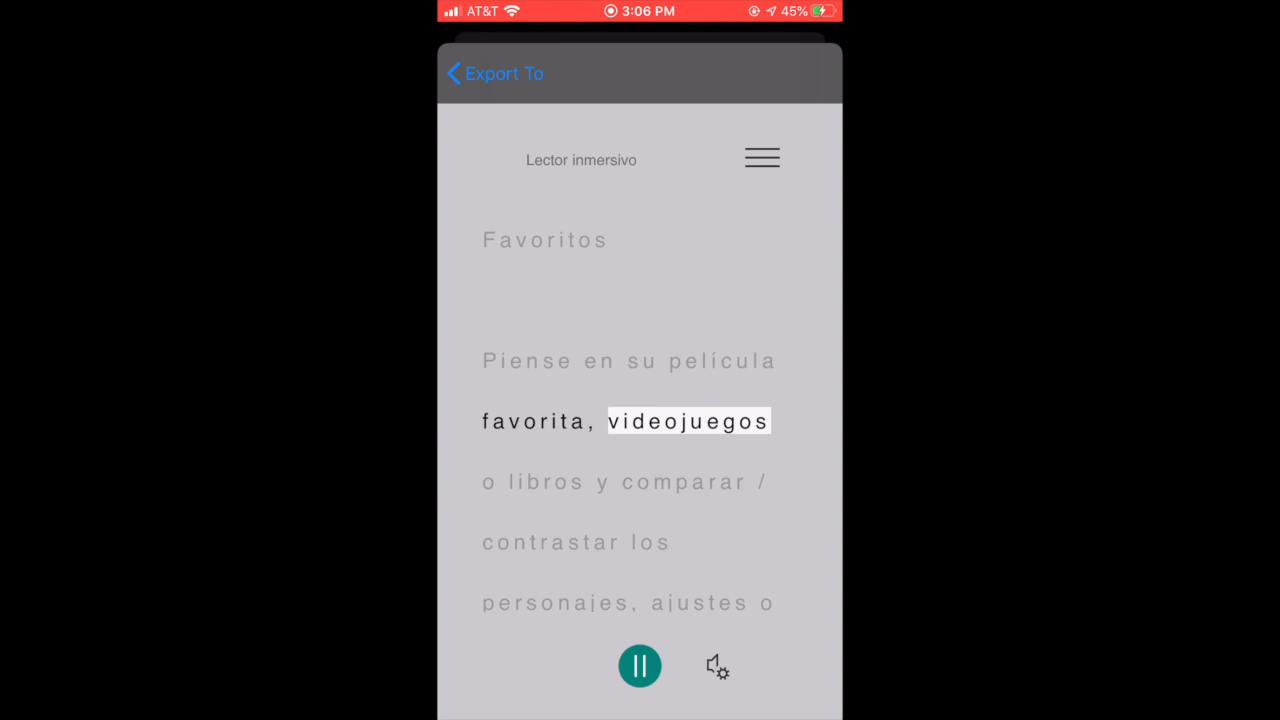 AT&T 3:06 PM 45%
Export To
Lector inmersivo
Favoritos
Piense en su película
favorita, videojuegos
o libros y comparar /
contrastar los
personajes, ajustes o